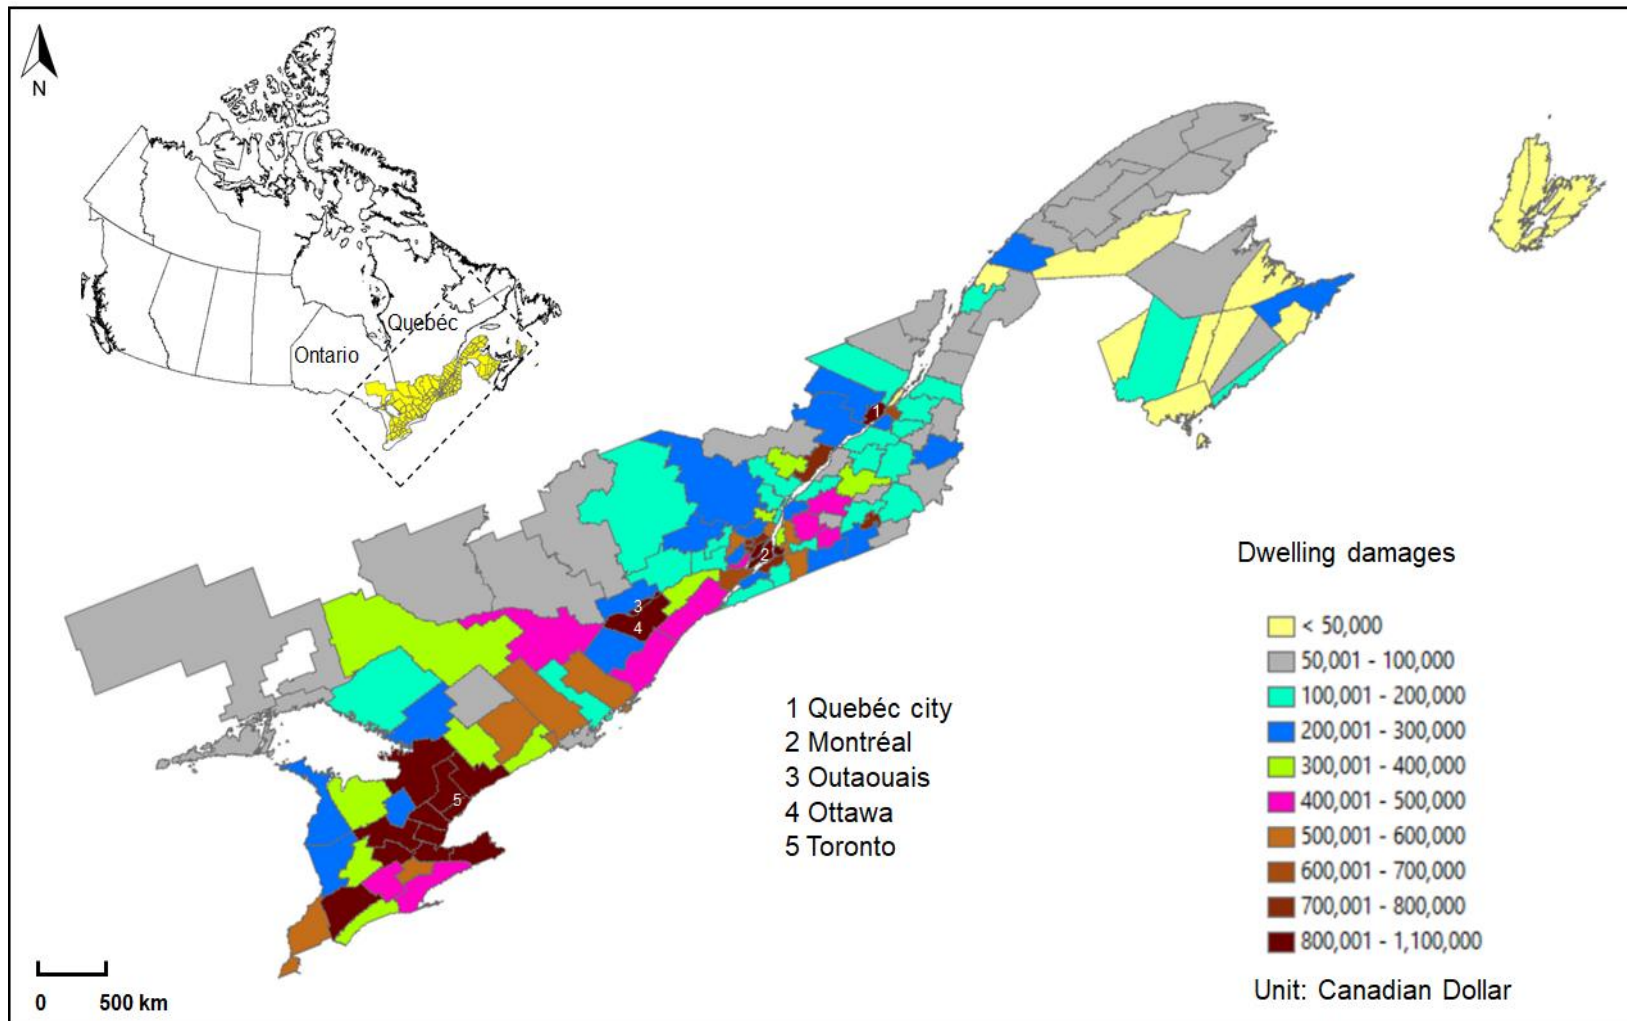 N
Quebéc
Ontario
1
2
3
4
5
Dwelling damages
< 50,000
50,001 - 100,000
100,001 - 200,000
200,001 - 300,000
300,001 - 400,000
400,001 - 500,000
500,001 - 600,000
600,001 - 700,000
700,001 - 800,000
800,001 - 1,100,000
Unit: Canadian Dollar
1 Quebéc city
2 Montréal
3 Outaouais
4 Ottawa
5 Toronto
0 500 km